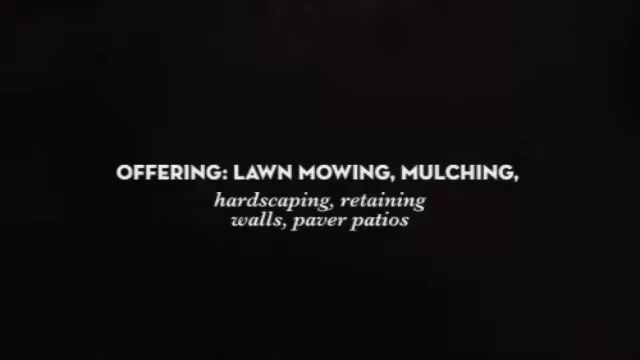 OFFERING: LAWN MOWING, MULCHING,
hardscaping, retaining
walls, paver patios